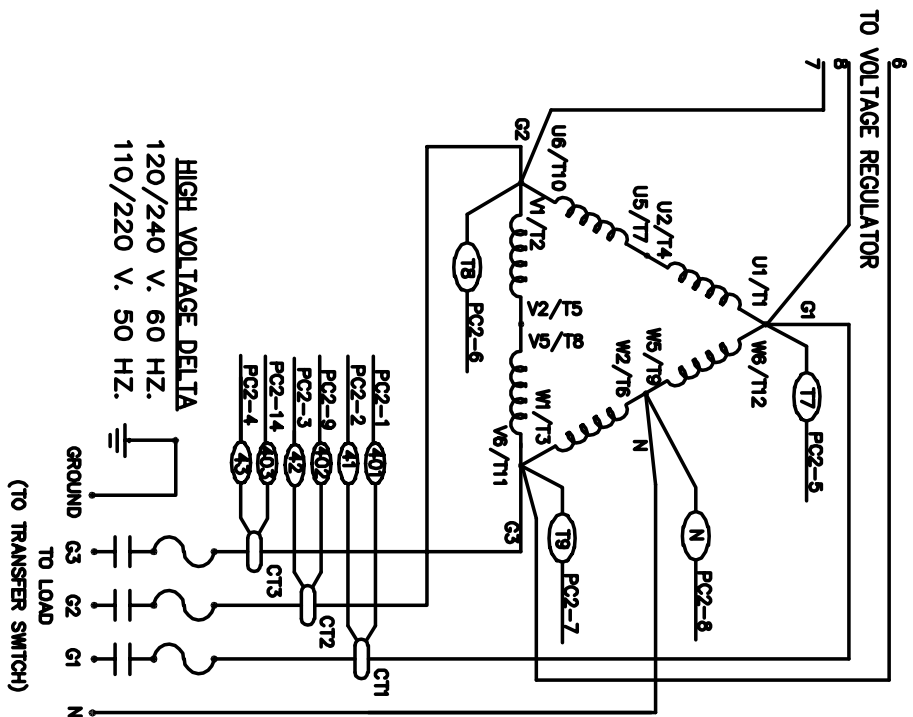 TO VOLTAGE REGULATOR
6
8
7
G1
U1/T1
W6/T12
T7
PC2-5
U2/T4
U5/T7
W5/T9
W2/T6
N
N
PC2-8
G2
U6/T10
V1/T2
V2/T5
V5/T8
W1/T3
V6/T11
G3
T8
PC2-6
T9
PC2-7
HIGH VOLTAGE DELTA
120/240 V. 60 HZ.
110/220 V. 50 HZ.
PC2-1
401
PC2-2
41
CT1
PC2-9
402
PC2-3
42
CT2
PC2-14
403
PC2-4
43
CT3
GROUND
G3
G2
G1
N
TO LOAD
(TO TRANSFER SWITCH)